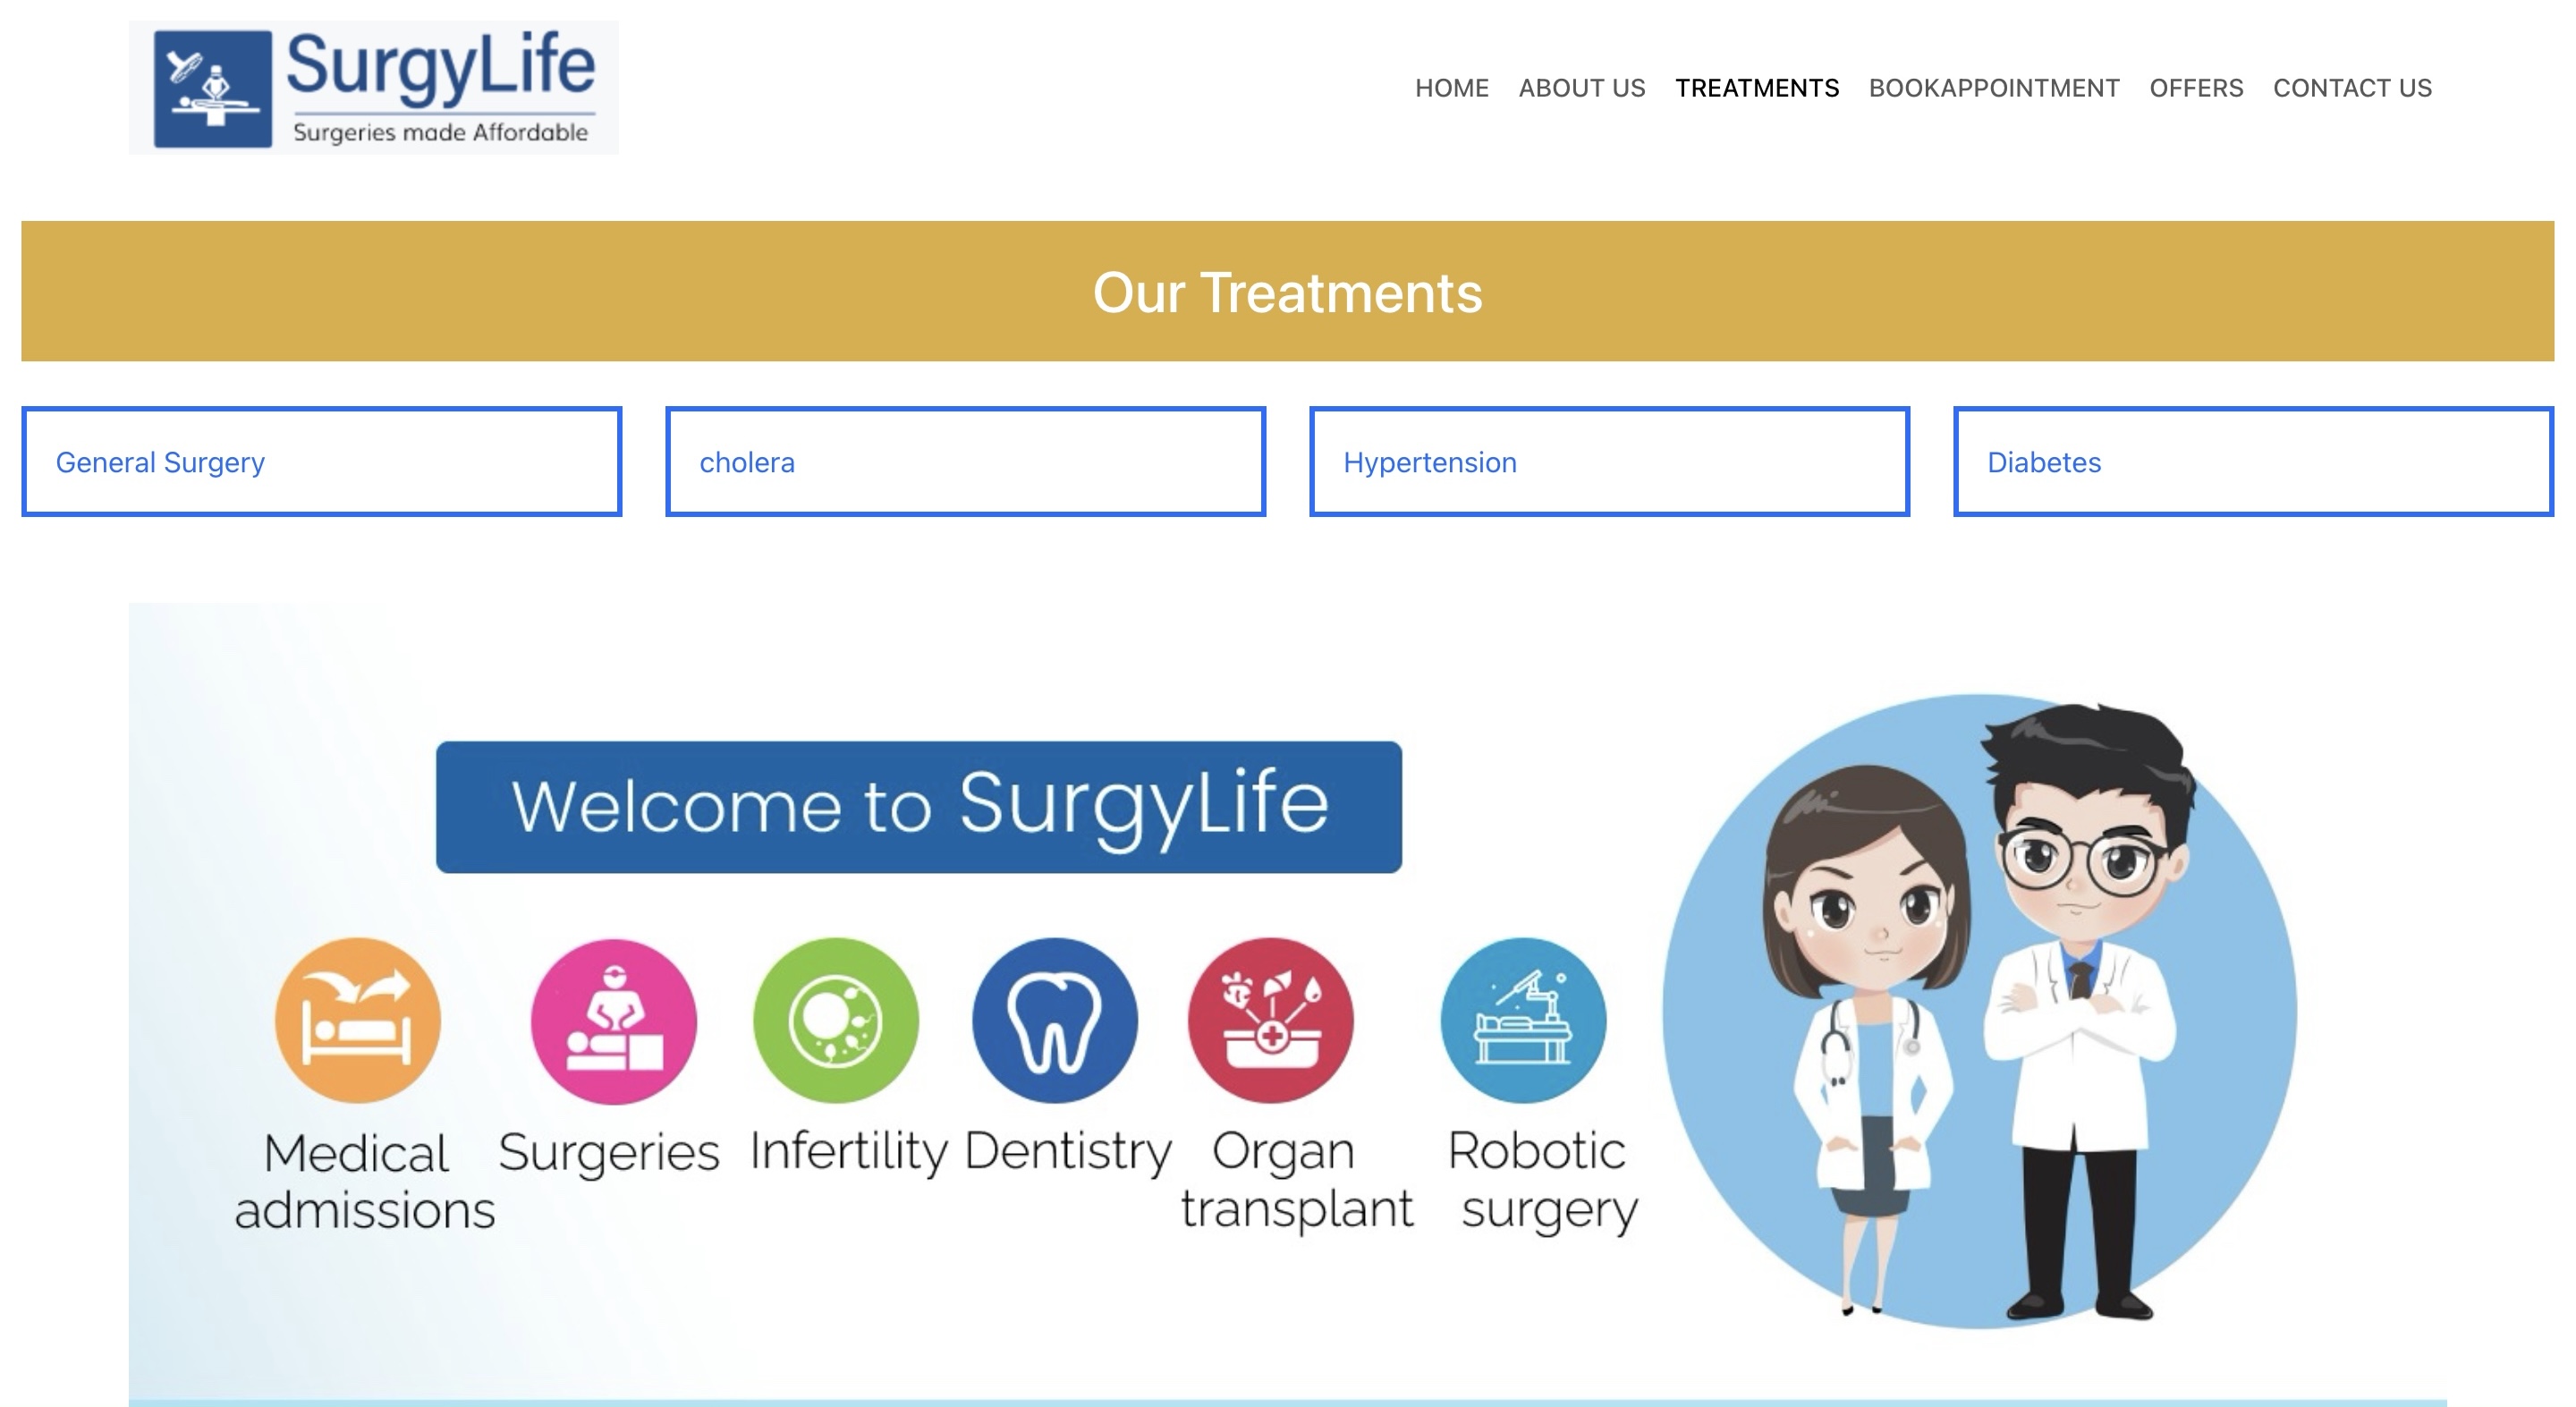 SurgyLife
Surgeries made Affordable
HOME ABOUT US TREATMENTS BOOKAPPOINTMENT OFFERS CONTACT US
Our Treatments
General Surgery
cholera
Hypertension
Diabetes
Welcome to SurgyLife
Medical
admissions
Surgeries
Infertility
Dentistry
Organ
transplant
Robotic
surgery